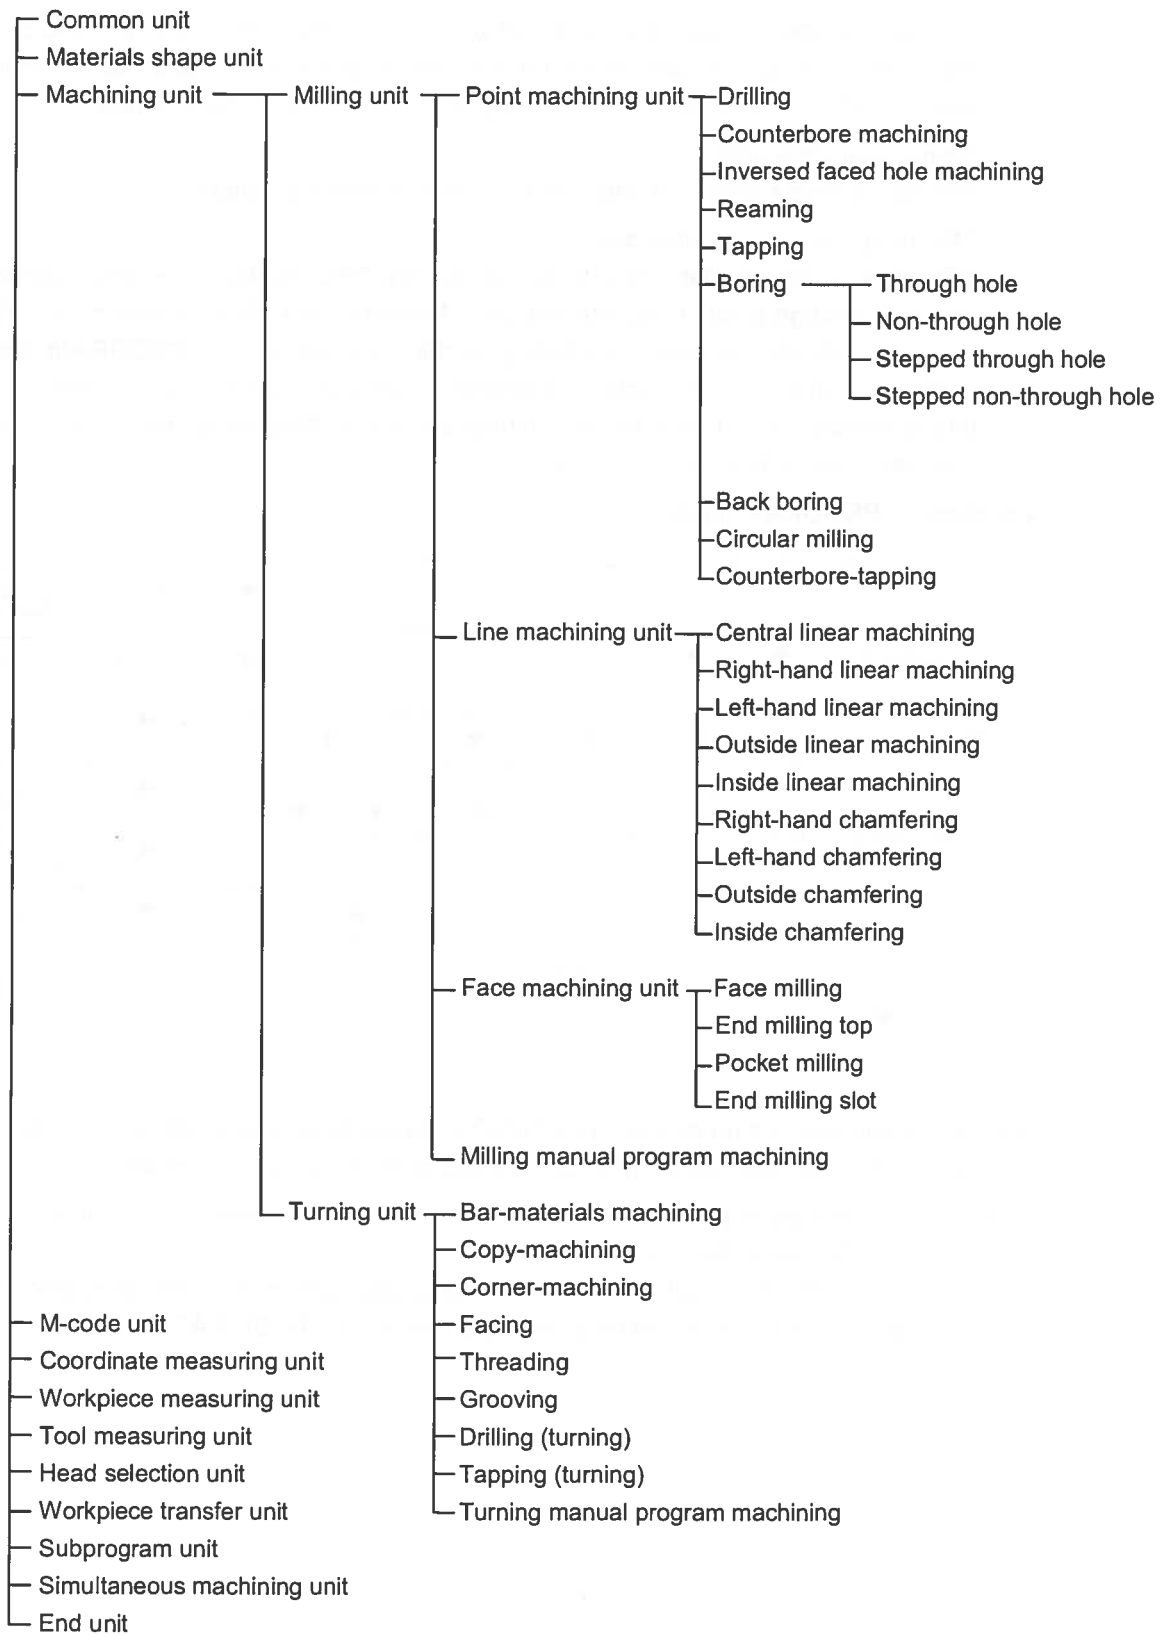 Common unit
Materials shape unit
Machining unit
Milling unit
Point machining unit
Drilling
Counterbore machining
Inversed faced hole machining
Reaming
Tapping
Boring
Through hole
Non-through hole
Stepped through hole
Stepped non-through hole
Back boring
Circular milling
Counterbore-tapping
Line machining unit
Central linear machining
Right-hand linear machining
Left-hand linear machining
Outside linear machining
Inside linear machining
Right-hand chamfering
Left-hand chamfering
Outside chamfering
Inside chamfering
Face machining unit
Face milling
End milling top
Pocket milling
End milling slot
Milling manual program machining
Turning unit
Bar-materials machining
Copy-machining
Corner-machining
Facing
Threading
Grooving
Drilling (turning)
Tapping (turning)
Turning manual program machining
M-code unit
Coordinate measuring unit
Workpiece measuring unit
Tool measuring unit
Head selection unit
Workpiece transfer unit
Subprogram unit
Simultaneous machining unit
End unit